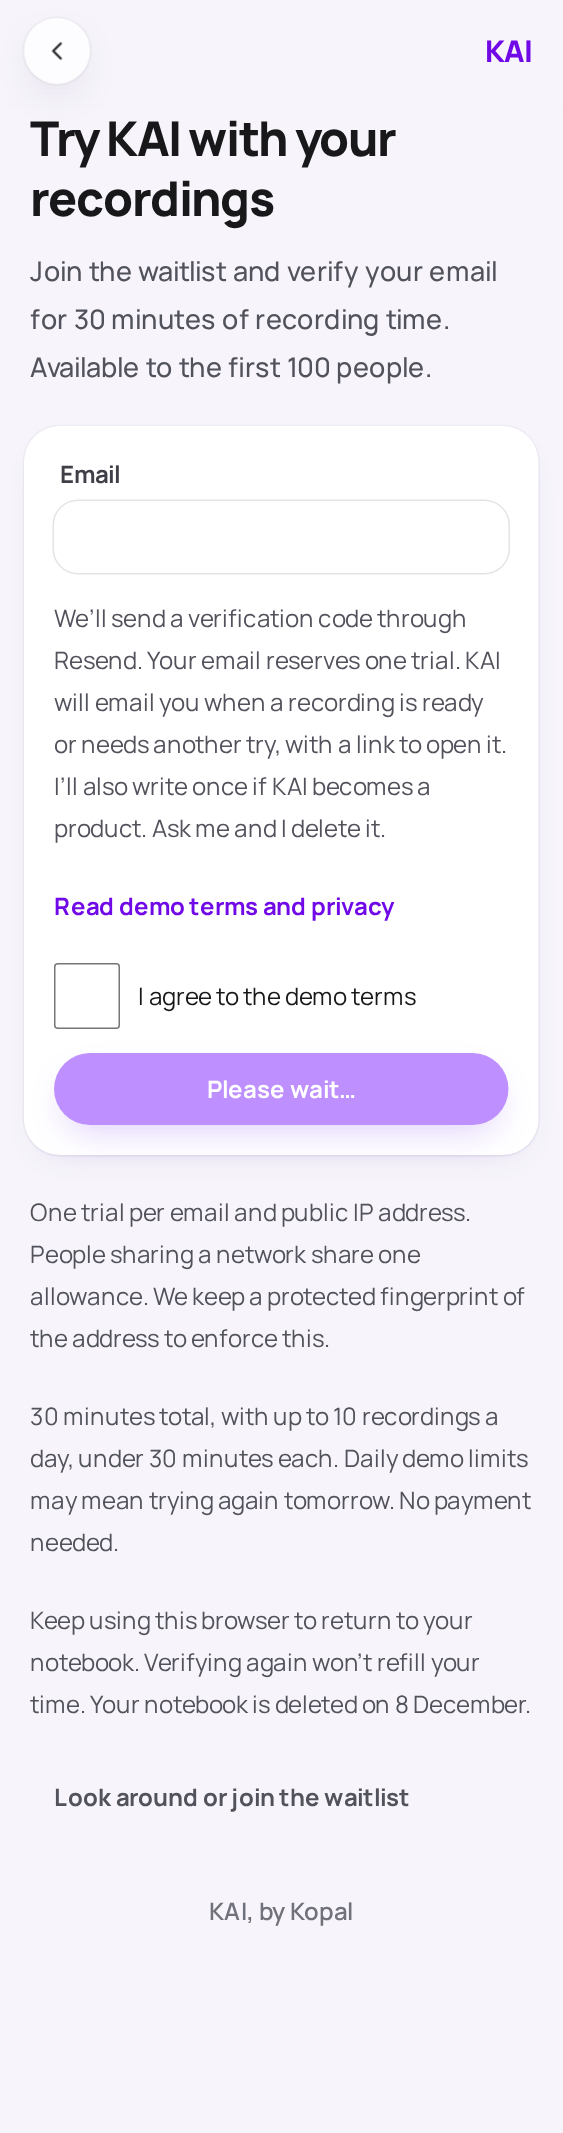 KAI
Try KAI with your
recordings
Join the waitlist and verify your email
for 30 minutes of recording time.
Available to the first 100 people.
Email
We’ll send a verification code through
Resend. Your email reserves one trial. KAI
will email you when a recording is ready
or needs another try, with a link to open it.
I’ll also write once if KAI becomes a
product. Ask me and I delete it.
Read demo terms and privacy
I agree to the demo terms
Please wait…
One trial per email and public IP address.
People sharing a network share one
allowance. We keep a protected fingerprint of
the address to enforce this.
30 minutes total, with up to 10 recordings a
day, under 30 minutes each. Daily demo limits
may mean trying again tomorrow. No payment
needed.
Keep using this browser to return to your
notebook. Verifying again won’t refill your
time. Your notebook is deleted on 8 December.
Look around or join the waitlist
KAI, by Kopal